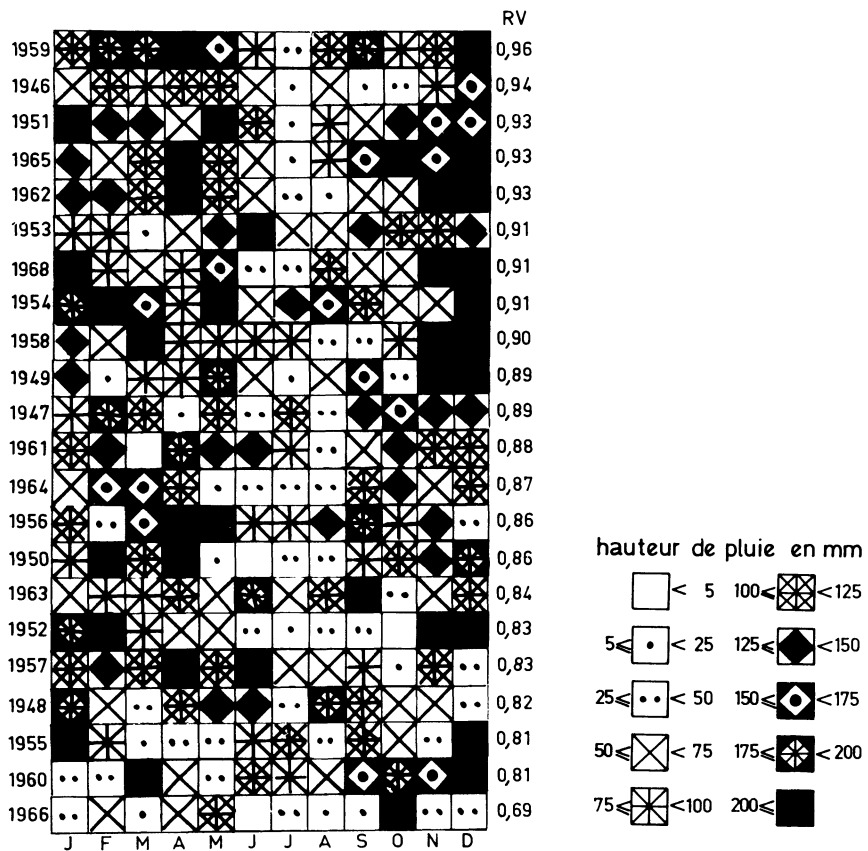 RV
1959 0,96
1946 0,94
1951 0,93
1965 0,93
1962 0,93
1953 0,91
1968 0,91
1954 0,91
1958 0,90
1949 0,89
1947 0,89
1961 0,88
1964 0,87
1956 0,86
1950 0,86
1963 0,84
1952 0,83
1957 0,83
1948 0,82
1955 0,81
1960 0,81
1966 0,69
J F M A M J J A S O N D
hauteur de pluie en mm
< 5 100⩽ < 125
5⩽ < 25 125⩽ < 150
25⩽ < 50 150⩽ < 175
50⩽ < 75 175⩽ < 200
75⩽ < 100 200⩽